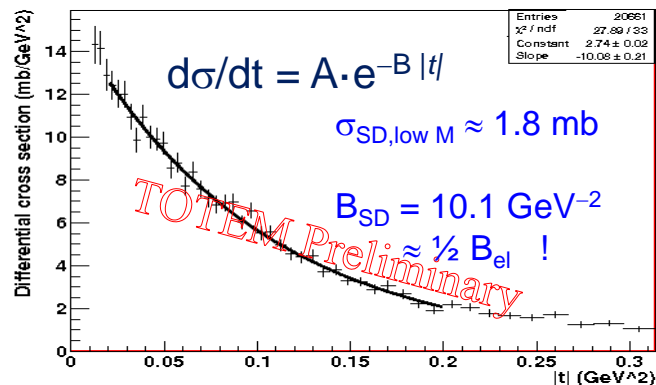 Entries 20661
χ²/ndf 27.89 / 33
Constant 2.74 ± 0.02
Slope -10.08 ± 0.21
dσ/dt = A·e–B |t|
σSD,low M ≈ 1.8 mb
BSD = 10.1 GeV–2
≈ ½ Bel !
TOTEM Preliminary
Differential cross section (mb/GeV^2)
14
12
10
8
6
4
2
0
0 0.05 0.1 0.15 0.2 0.25 0.3
|t| (GeV^2)